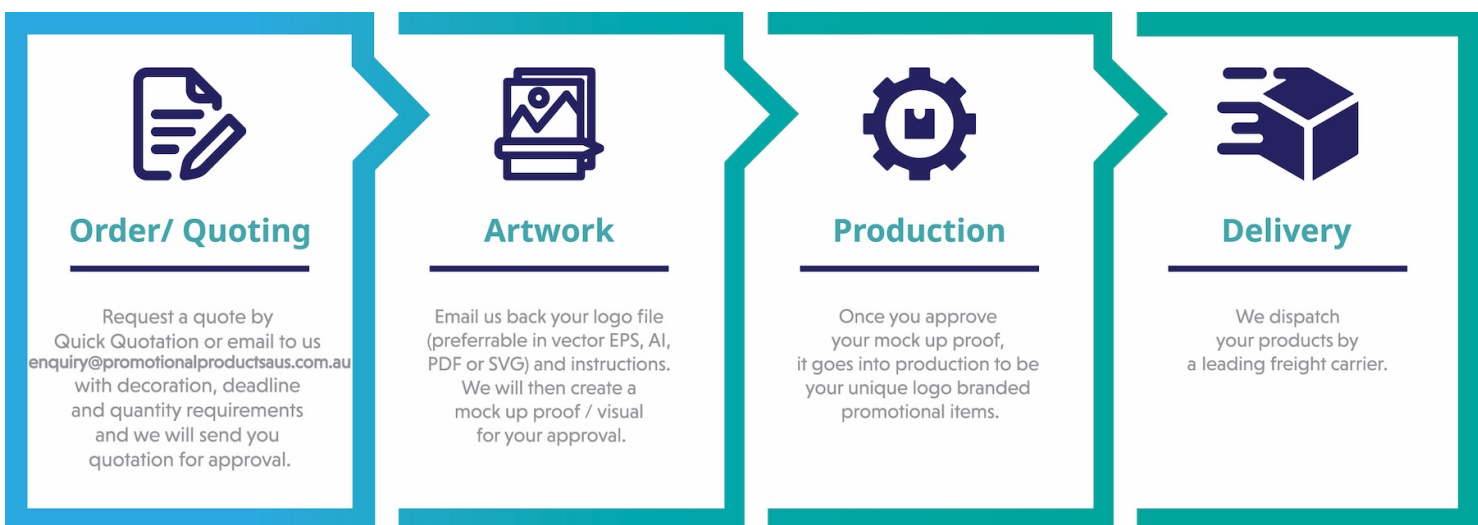 Order/ Quoting
Request a quote by
Quick Quotation or email to us
enquiry@promotionalproductsaus.com.au
with decoration, deadline
and quantity requirements
and we will send you
quotation for approval.
Artwork
Email us back your logo file
(preferrable in vector EPS, AI,
PDF or SVG) and instructions.
We will then create a
mock up proof / visual
for your approval.
Production
Once you approve
your mock up proof,
it goes into production to be
your unique logo branded
promotional items.
Delivery
We dispatch
your products by
a leading freight carrier.